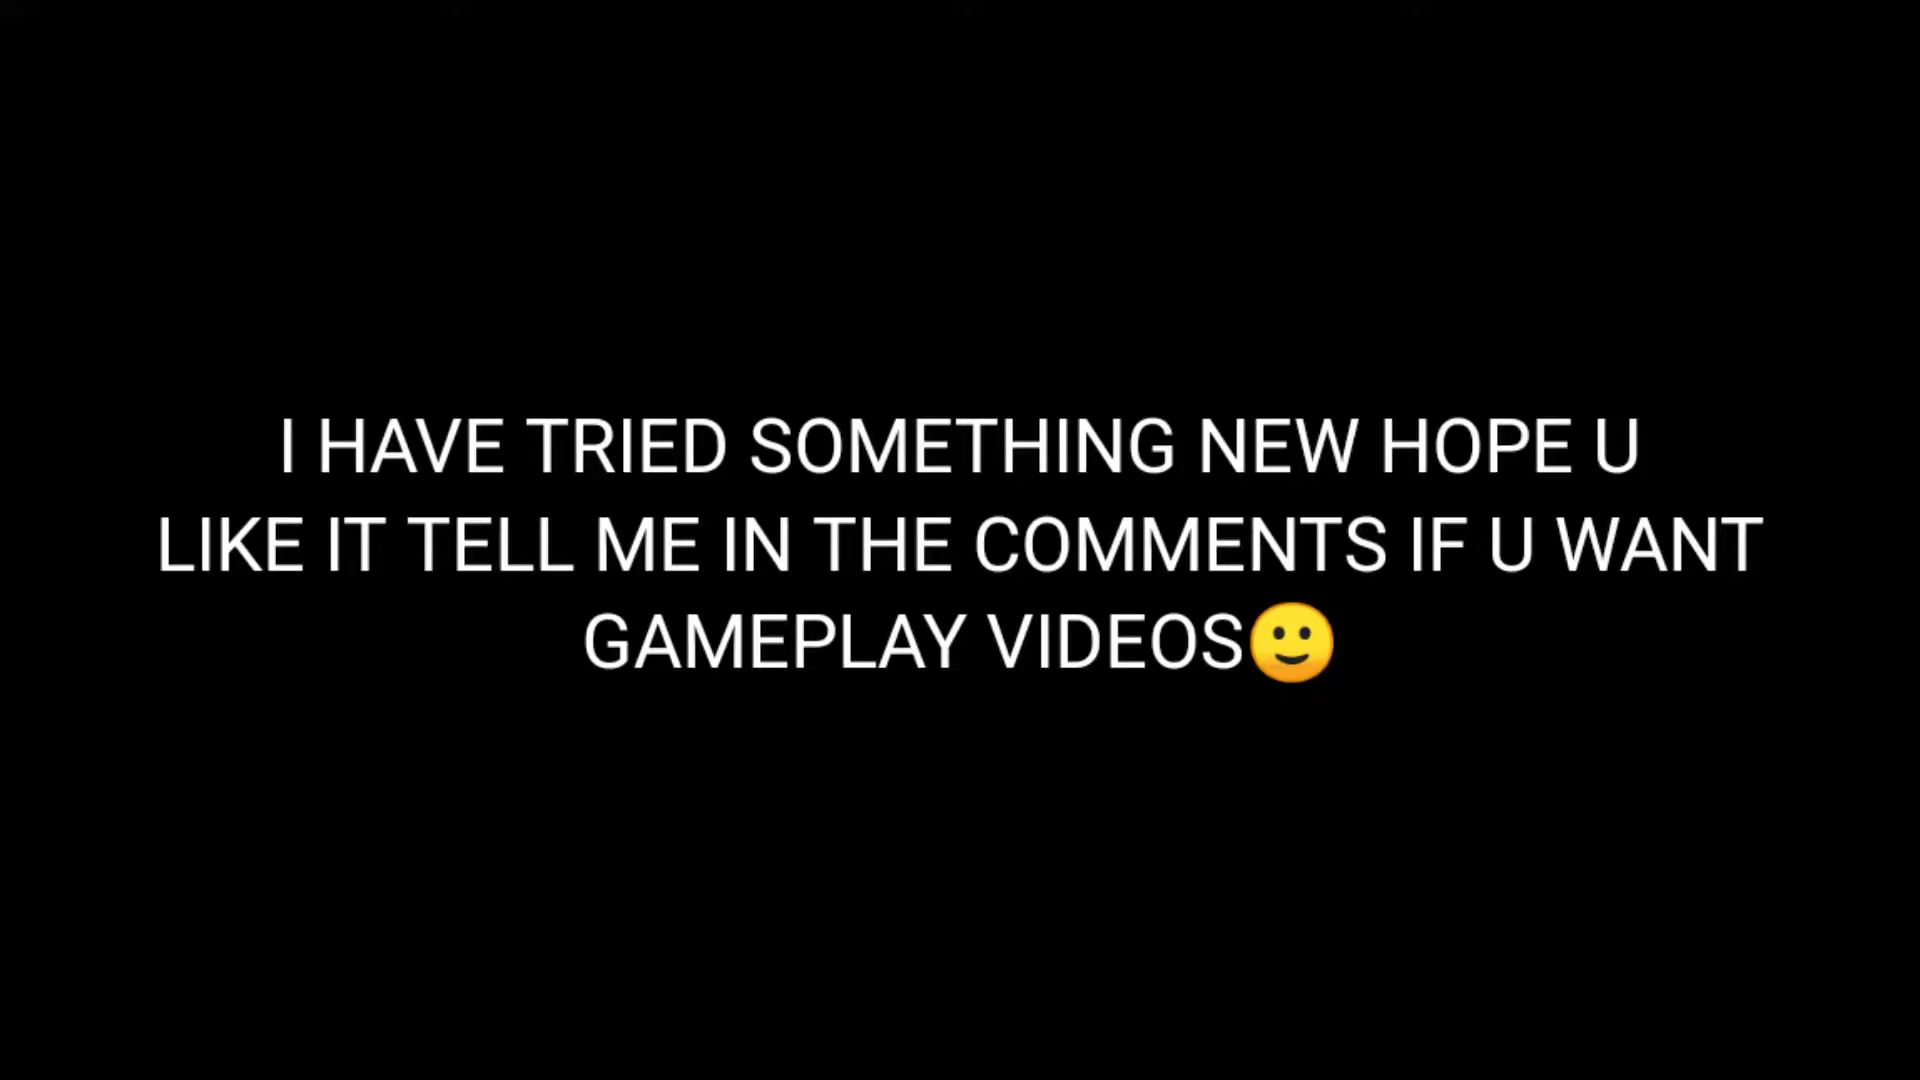 I HAVE TRIED SOMETHING NEW HOPE U
LIKE IT TELL ME IN THE COMMENTS IF U WANT
GAMEPLAY VIDEOS🙂